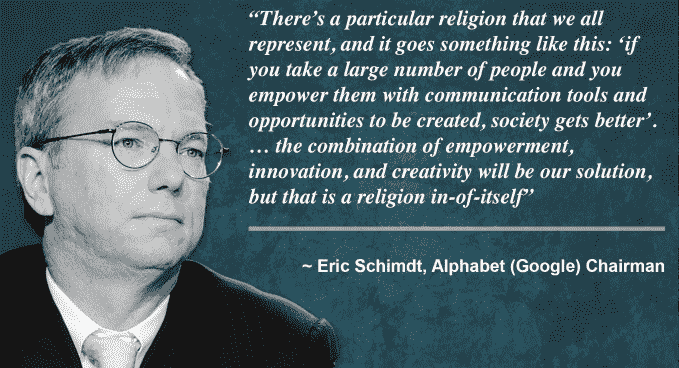 “There’s a particular religion that we all
represent, and it goes something like this: ‘if
you take a large number of people and you
empower them with communication tools and
opportunities to be created, society gets better’.
… the combination of empowerment,
innovation, and creativity will be our solution,
but that is a religion in-of-itself”
~ Eric Schimdt, Alphabet (Google) Chairman